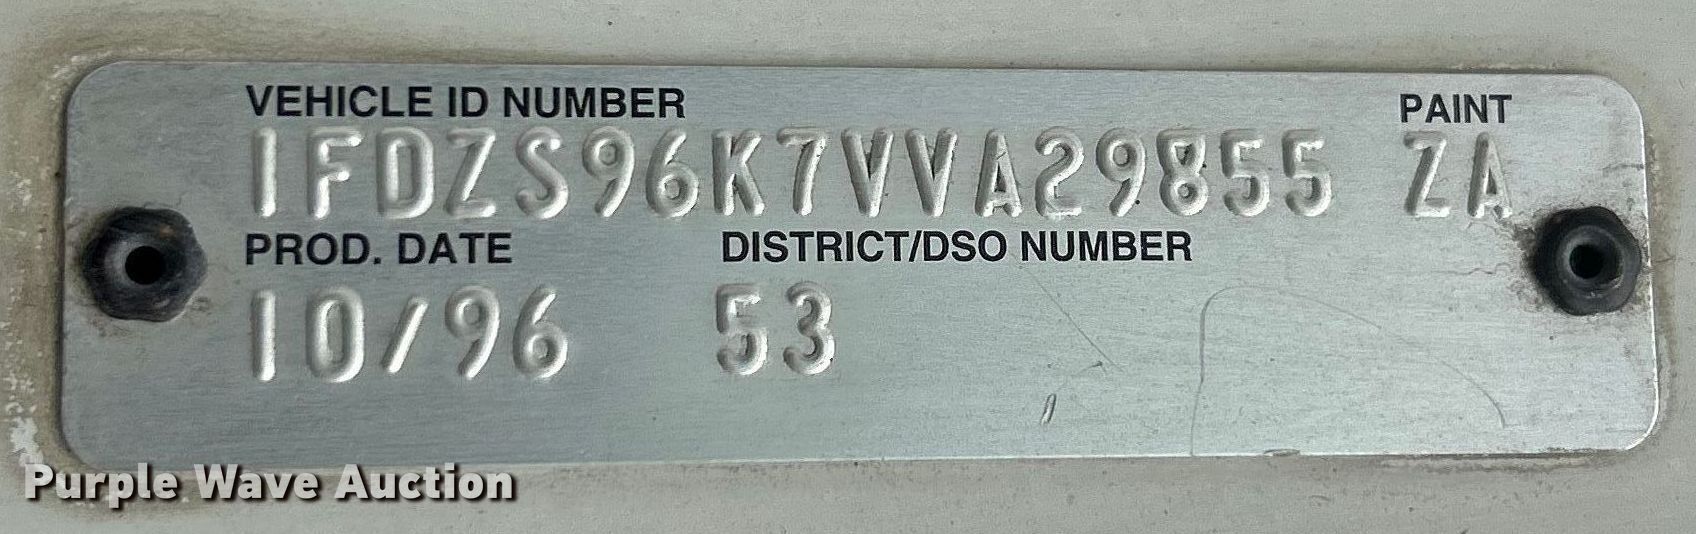 VEHICLE ID NUMBER PAINT
1FDZS96K7VVA29855 ZA
PROD. DATE DISTRICT/DSO NUMBER
10/96 53
Purple Wave Auction